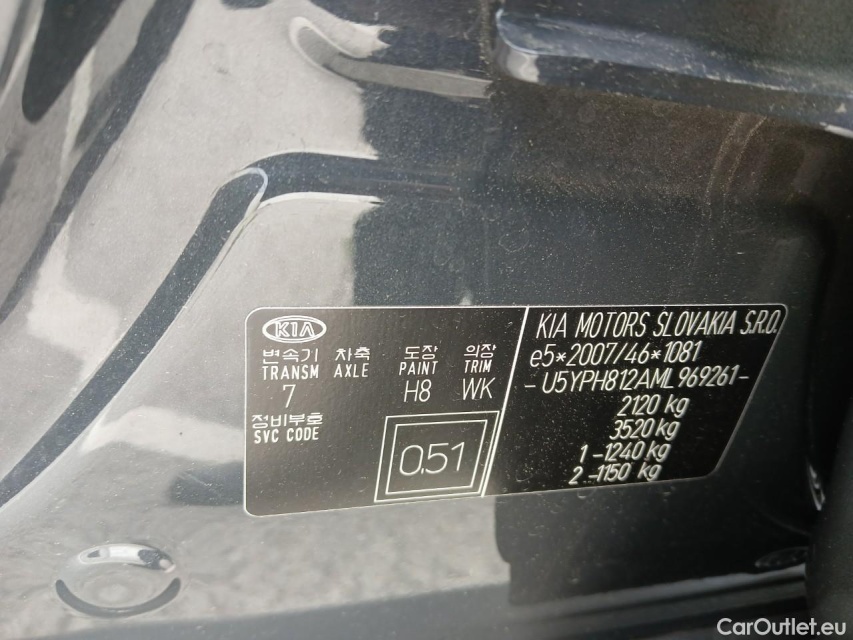 KIA
변속기 차축 도장 의장
TRANSM AXLE PAINT TRIM
7 H8 WK
정비부호
SVC CODE
0.51
KIA MOTORS SLOVAKIA S.R.O.
e5*2007/46*1081
- U5YPH812AML969261-
2120 kg
3520 kg
1 -1240 kg
2 -1150 kg
CarOutlet.eu